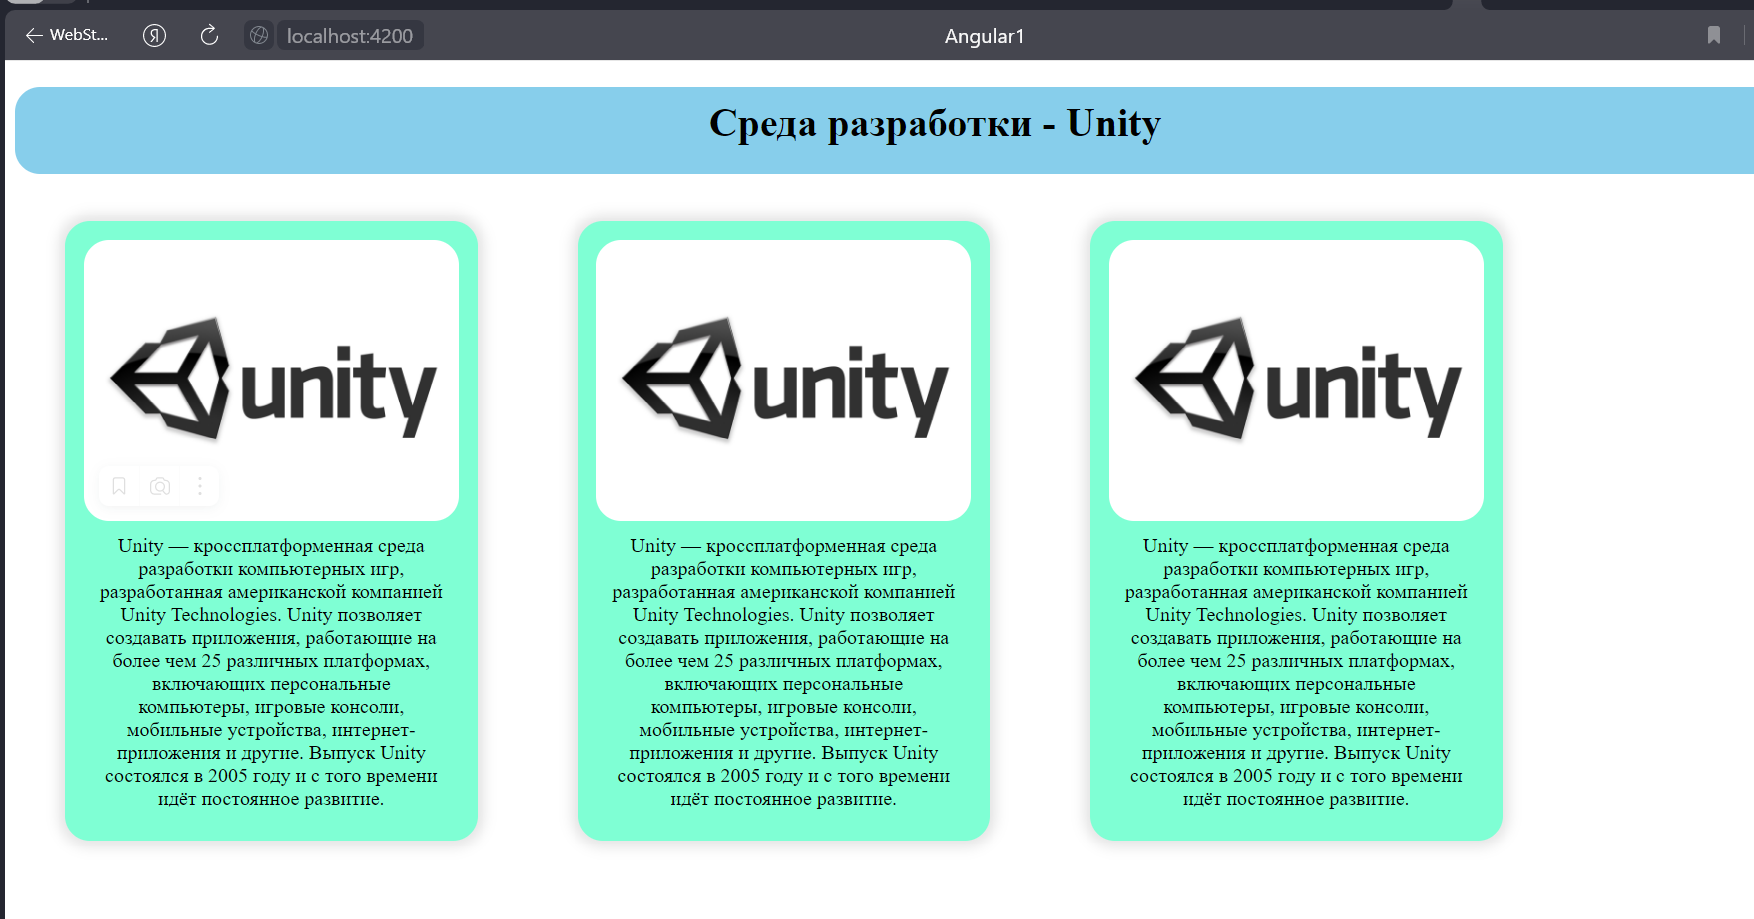 WebSt...
Я
localhost:4200
Angular1
Среда разработки - Unity
unity
Unity — кроссплатформенная среда
разработки компьютерных игр,
разработанная американской компанией
Unity Technologies. Unity позволяет
создавать приложения, работающие на
более чем 25 различных платформах,
включающих персональные
компьютеры, игровые консоли,
мобильные устройства, интернет-
приложения и другие. Выпуск Unity
состоялся в 2005 году и с того времени
идёт постоянное развитие.
unity
Unity — кроссплатформенная среда
разработки компьютерных игр,
разработанная американской компанией
Unity Technologies. Unity позволяет
создавать приложения, работающие на
более чем 25 различных платформах,
включающих персональные
компьютеры, игровые консоли,
мобильные устройства, интернет-
приложения и другие. Выпуск Unity
состоялся в 2005 году и с того времени
идёт постоянное развитие.
unity
Unity — кроссплатформенная среда
разработки компьютерных игр,
разработанная американской компанией
Unity Technologies. Unity позволяет
создавать приложения, работающие на
более чем 25 различных платформах,
включающих персональные
компьютеры, игровые консоли,
мобильные устройства, интернет-
приложения и другие. Выпуск Unity
состоялся в 2005 году и с того времени
идёт постоянное развитие.